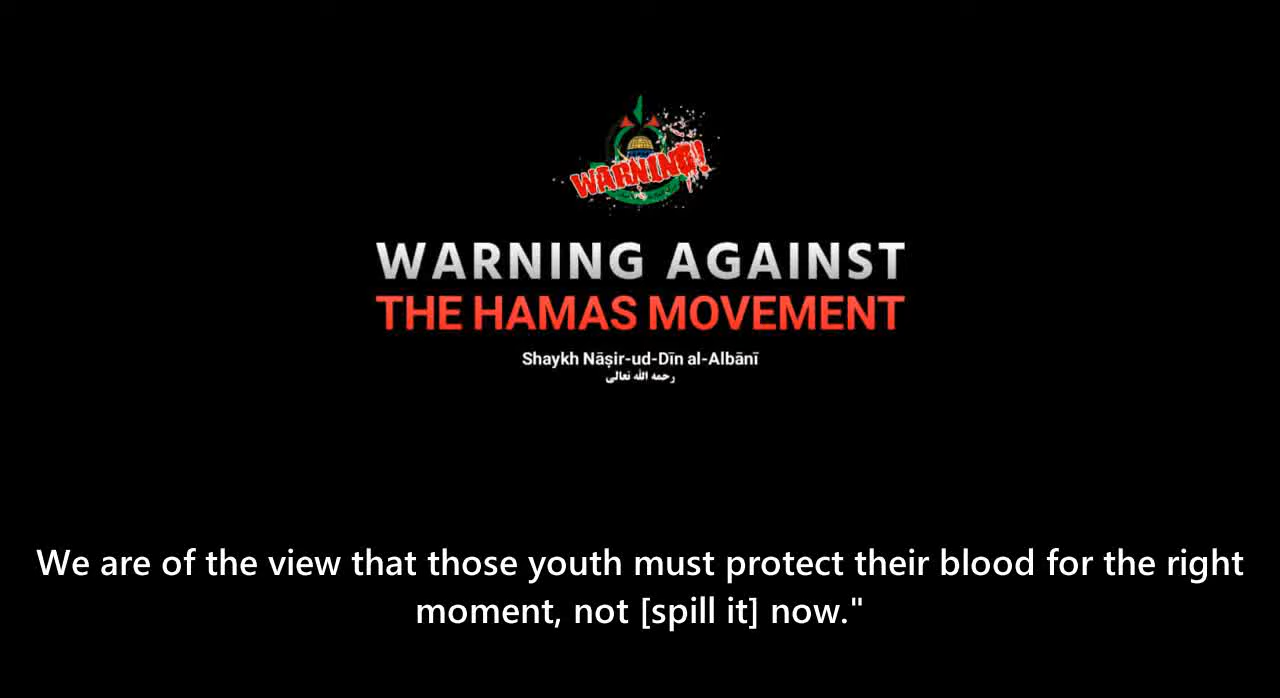 WARNING!
WARNING AGAINST
THE HAMAS MOVEMENT
Shaykh Nāṣir-ud-Dīn al-Albānī
رحمه الله تعالى
We are of the view that those youth must protect their blood for the right
moment, not [spill it] now."